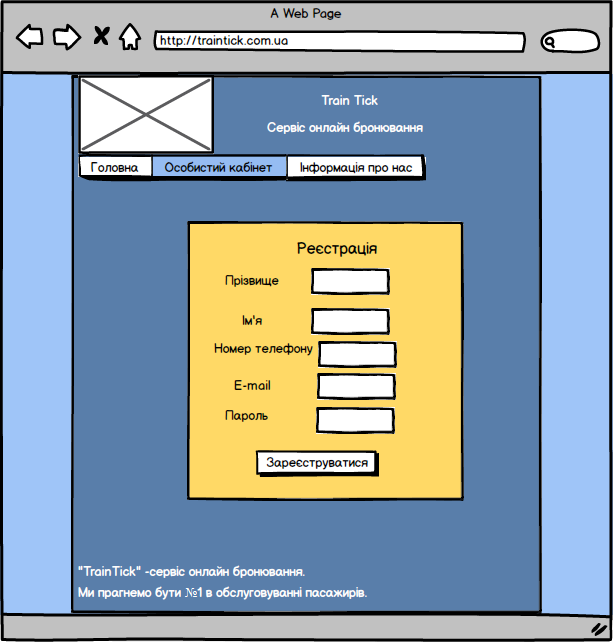 A Web Page
http://traintick.com.ua
Train Tick
Сервіс онлайн бронювання
Головна
Особистий кабінет
Інформація про нас
Реєстрація
Прізвище
Ім'я
Номер телефону
E-mail
Пароль
Зареєструватися
"TrainTick" -сервіс онлайн бронювання.
Ми прагнемо бути №1 в обслуговуванні пасажирів.